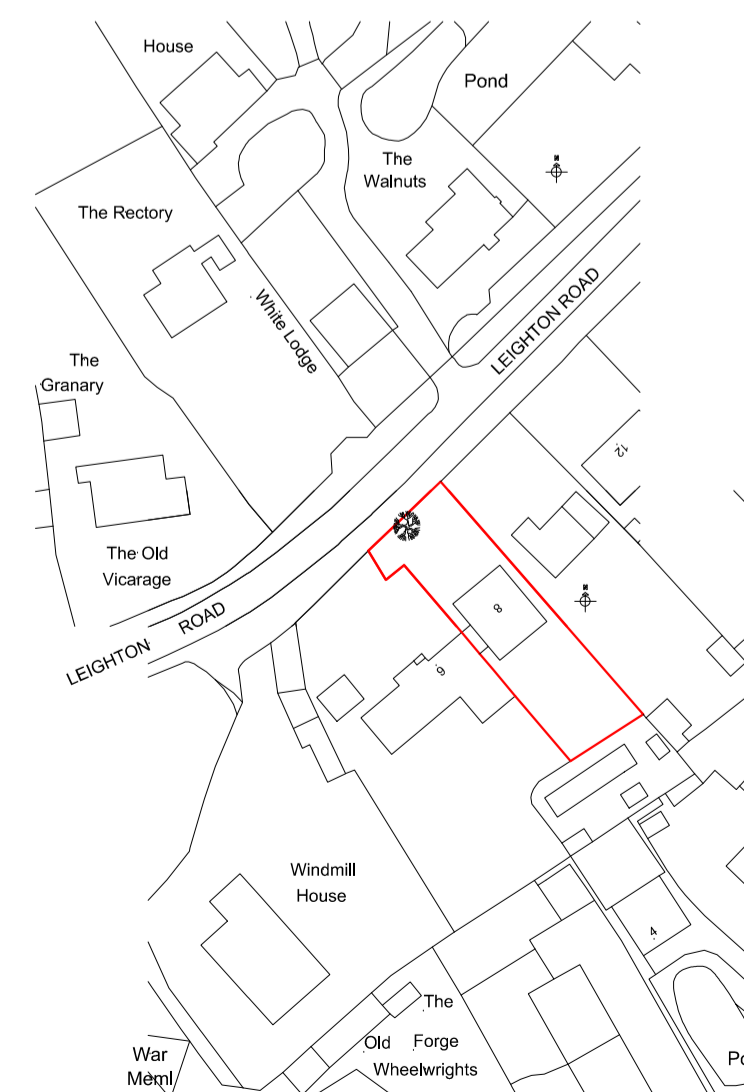 House
Pond
The
Walnuts
The Rectory
LEIGHTON ROAD
White Lodge
The
Granary
12
The Old
Vicarage
8
ROAD
LEIGHTON
6
Windmill
House
4
The
Old Forge
Wheelwrights
War
Meml